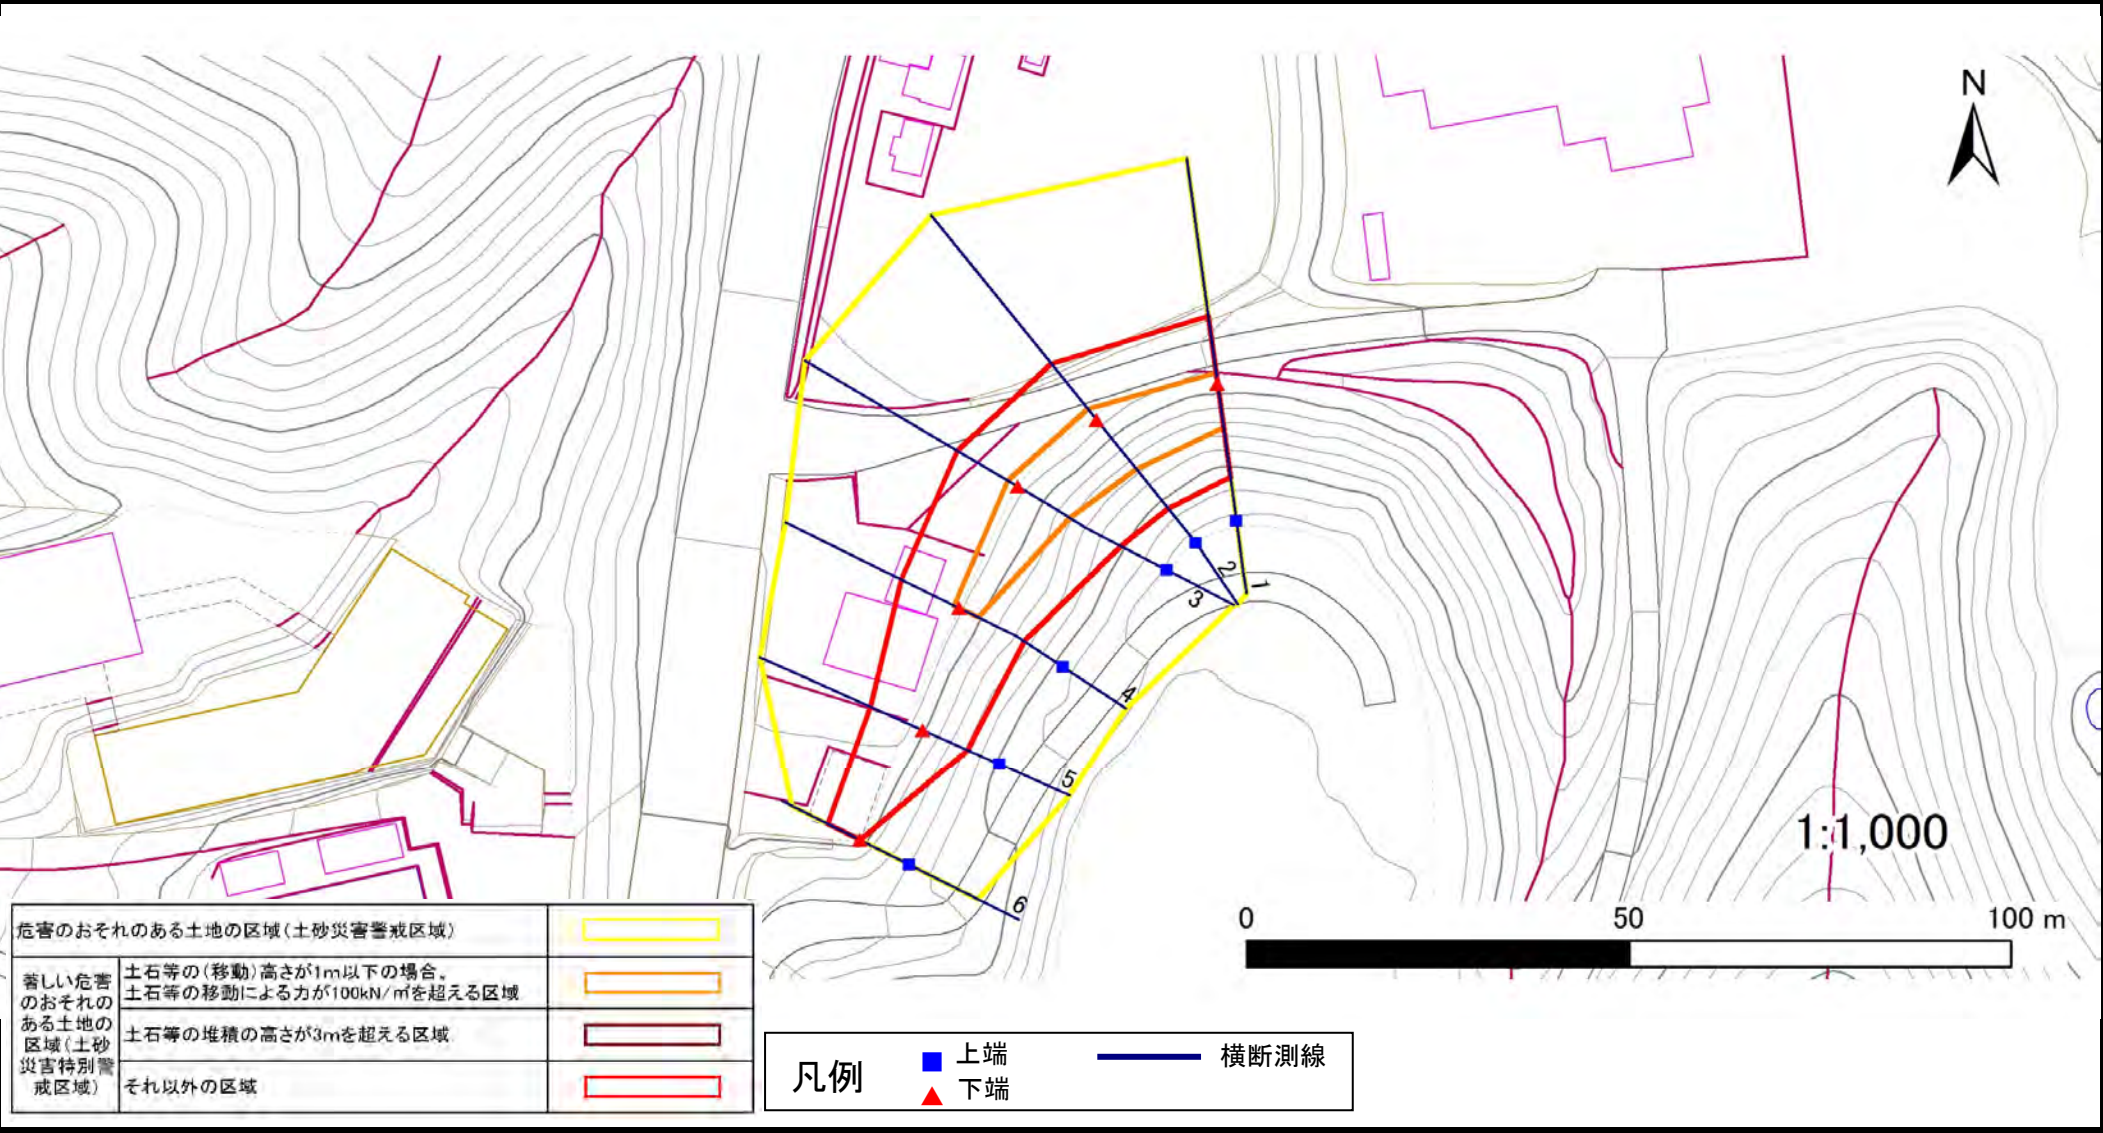 N
1
2
3
4
5
6
1:1,000
0 50 100 m
危害のおそれのある土地の区域(土砂災害警戒区域)
著しい危害
のおそれの
ある土地の
区域(土砂
災害特別警
戒区域)
土石等の(移動)高さが1m以下の場合、
土石等の移動による力が100kN/㎡を超える区域
土石等の堆積の高さが3mを超える区域
それ以外の区域
凡例
上端
下端
横断測線